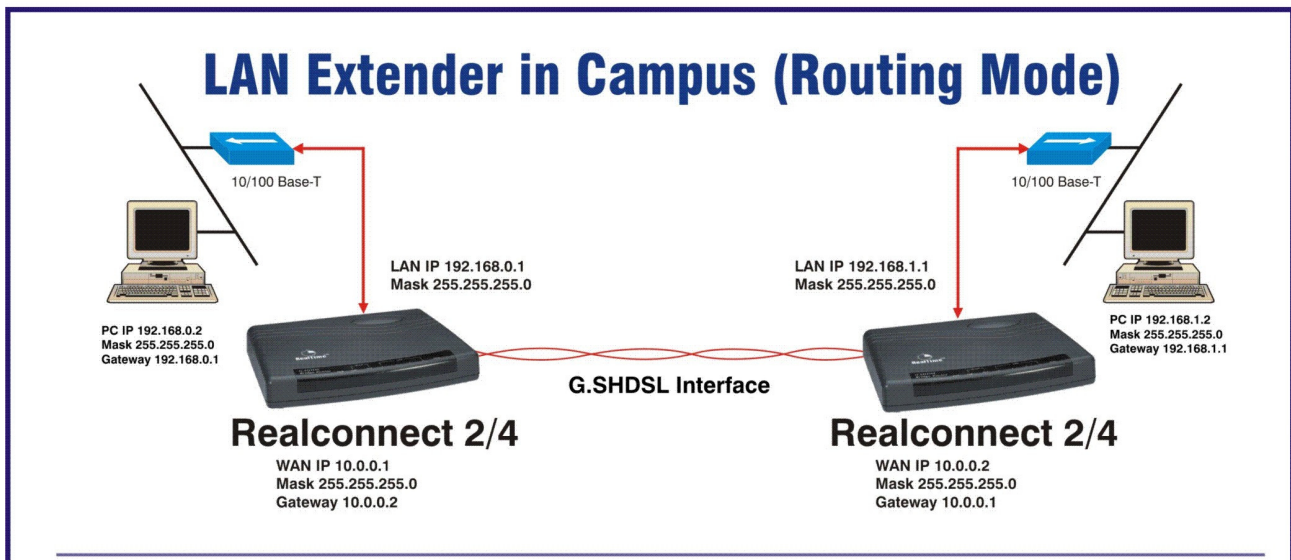 LAN Extender in Campus (Routing Mode)
10/100 Base-T
10/100 Base-T
LAN IP 192.168.0.1
Mask 255.255.255.0
LAN IP 192.168.1.1
Mask 255.255.255.0
PC IP 192.168.0.2
Mask 255.255.255.0
Gateway 192.168.0.1
PC IP 192.168.1.2
Mask 255.255.255.0
Gateway 192.168.1.1
RealTime
RealTime
G.SHDSL Interface
Realconnect 2/4
WAN IP 10.0.0.1
Mask 255.255.255.0
Gateway 10.0.0.2
Realconnect 2/4
WAN IP 10.0.0.2
Mask 255.255.255.0
Gateway 10.0.0.1